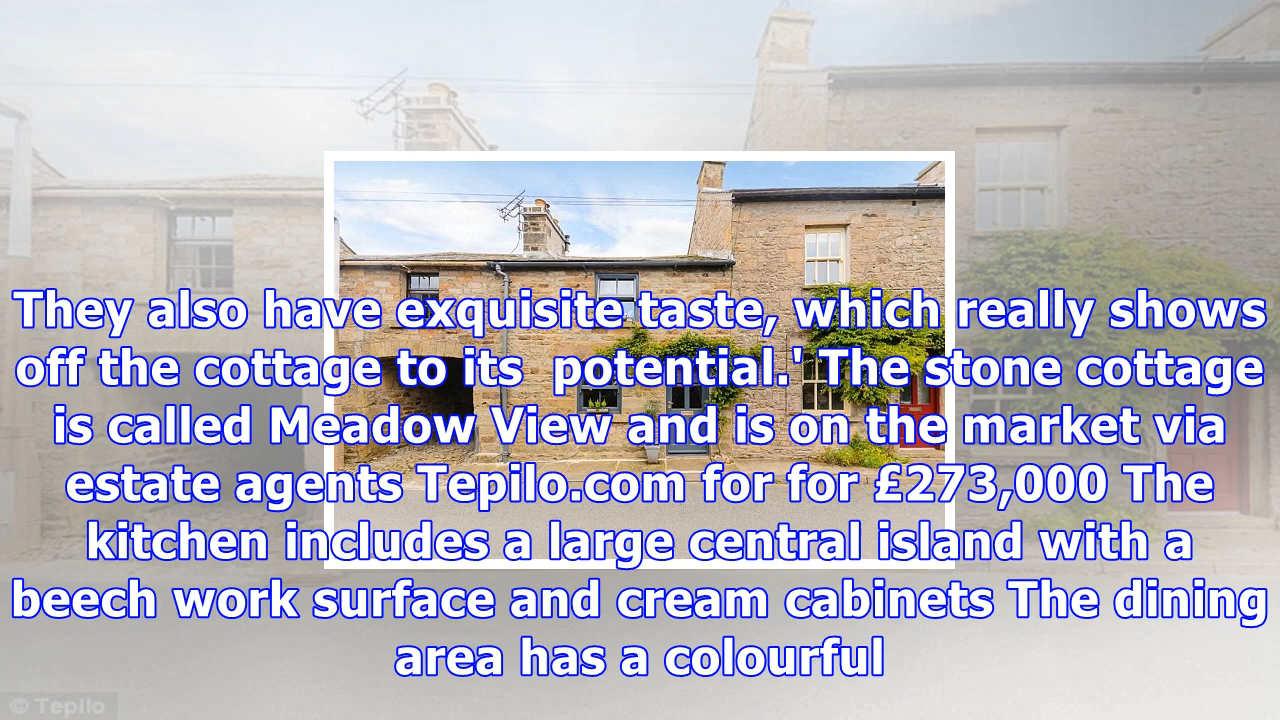 They also have exquisite taste, which really shows
off the cottage to its  potential.' The stone cottage
is called Meadow View and is on the market via
estate agents Tepilo.com for for £273,000 The
kitchen includes a large central island with a
beech work surface and cream cabinets The dining
area has a colourful
© Tepilo